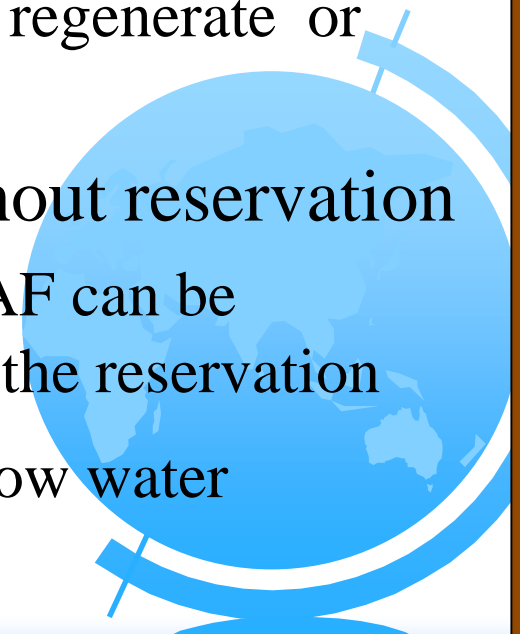 regenerate or
hout reservation
AF can be
the reservation
ow water